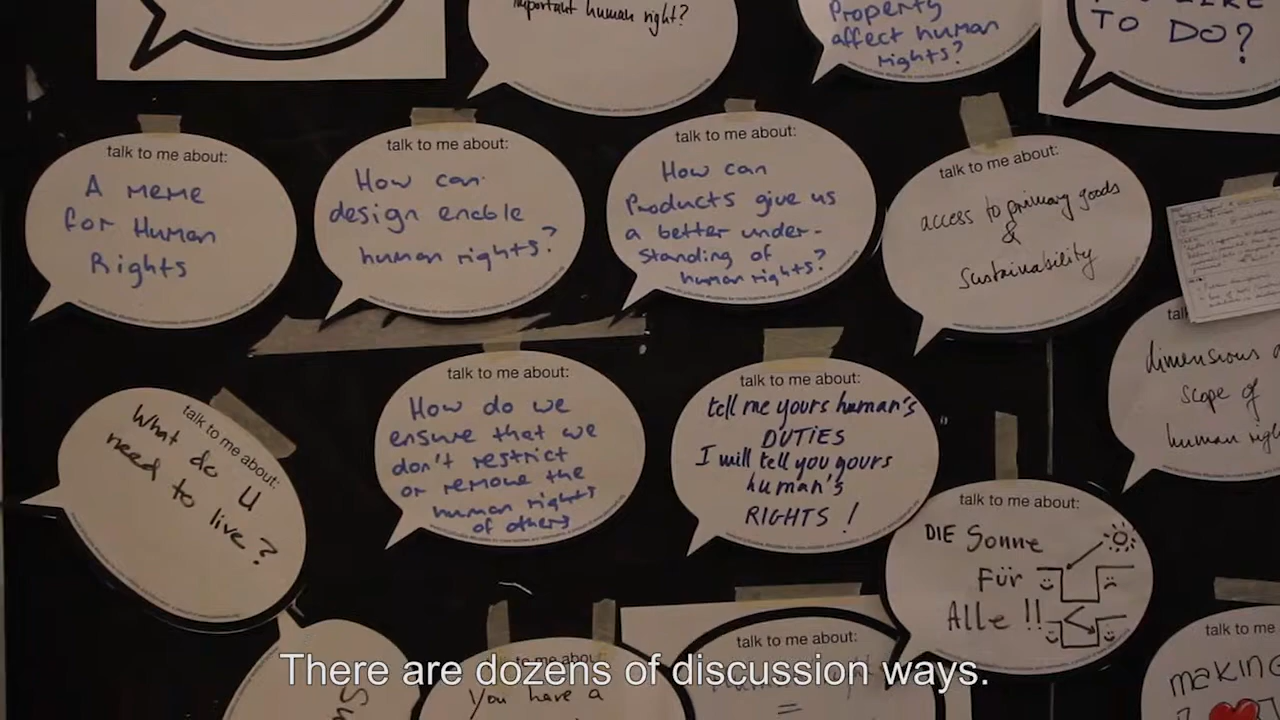 important human right?
Property
affect human
rights?
TO DO?
talk to me about:
A meme
for Human
Rights
talk to me about:
How can
design enable
human rights?
talk to me about:
How can
Products give us
a better under-
standing of
human rights?
talk to me about:
access to primary goods
&
sustainability
dimensions
scope of
human
talk to me about:
What do U
need to live?
talk to me about:
How do we
ensure that we
don't restrict
or remove the
human rights
of others
talk to me about:
tell me yours human's
DUTIES
I will tell you yours
human's
RIGHTS !
talk to me about:
DIE Sonne
Für
Alle !!
talk to me about:
You have a
talk to me about:
=
talk to me
making
There are dozens of discussion ways.